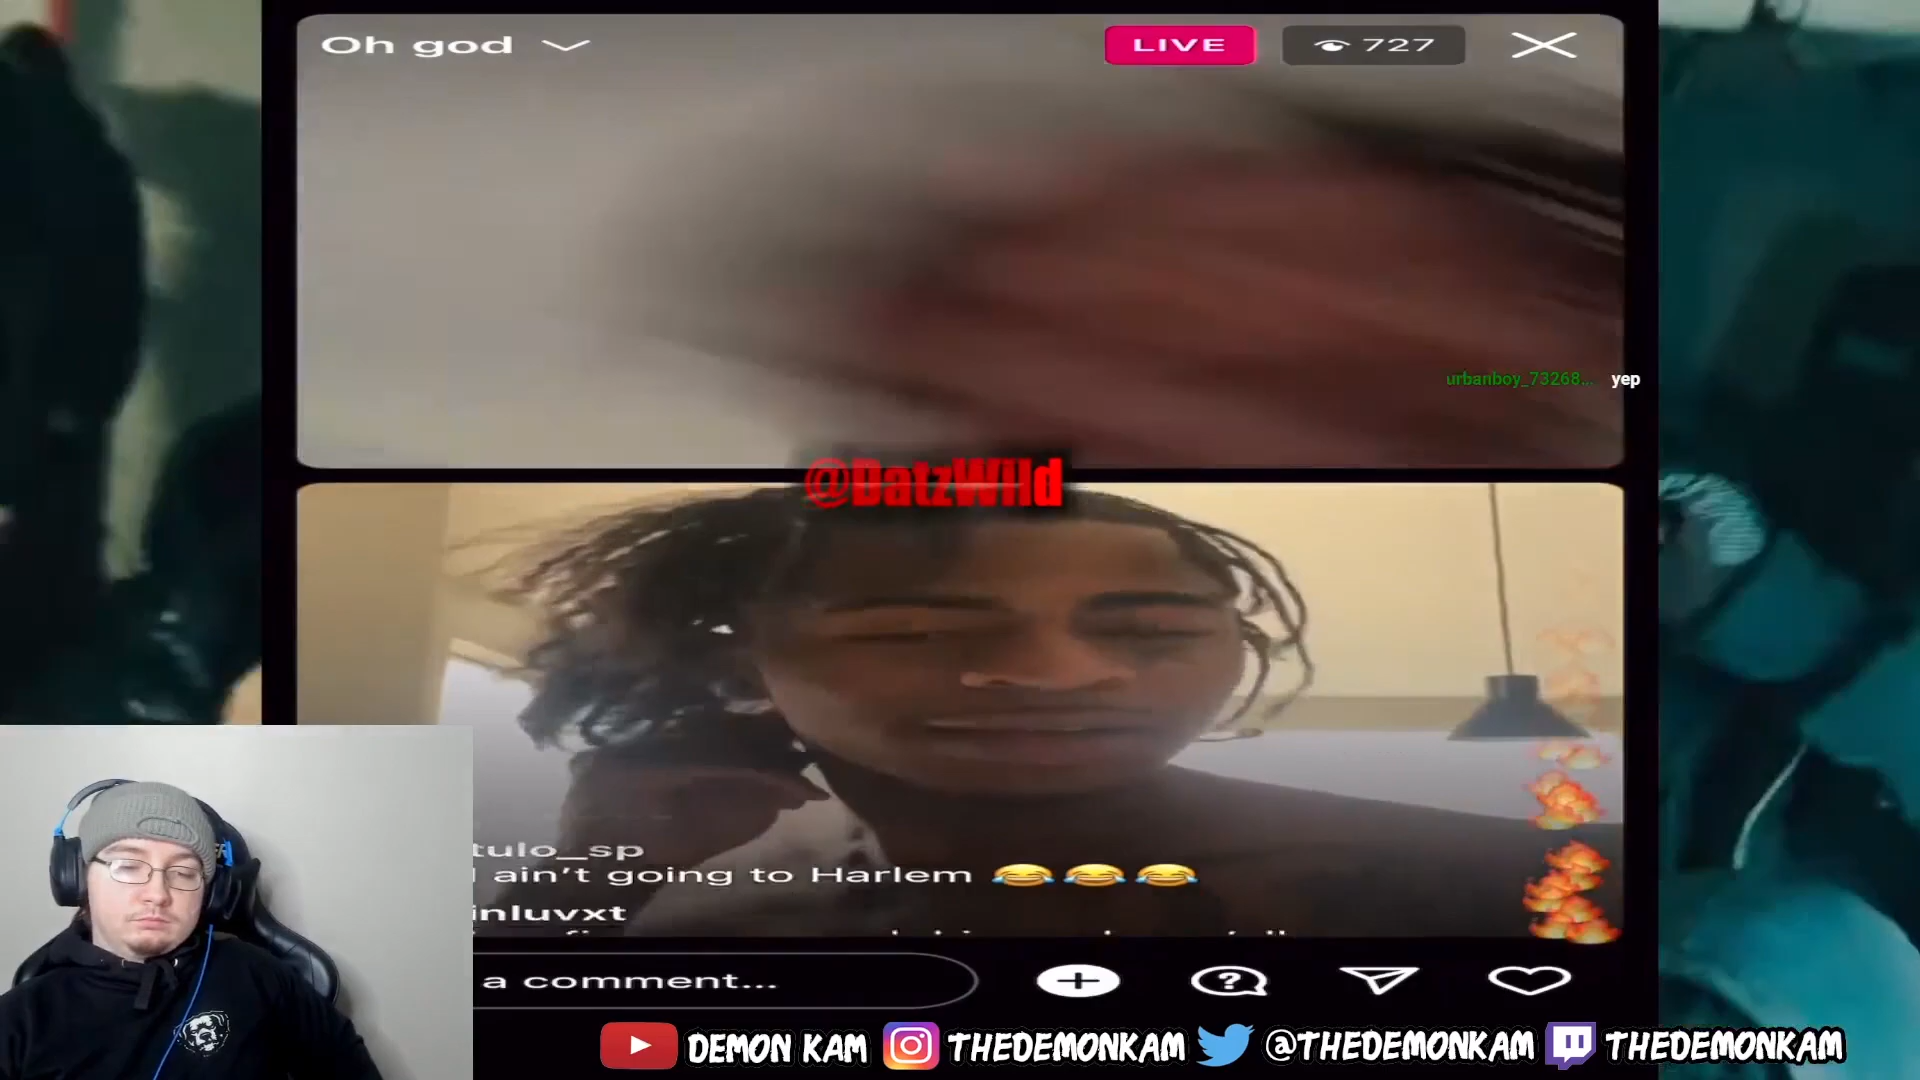 Oh god
LIVE
727
urbanboy_73268... yep
@DatzWild
tulo_sp
I ain't going to Harlem 😂😂😂
inluvxt
a comment...
DEMON KAM
THEDEMONKAM
@THEDEMONKAM
THEDEMONKAM